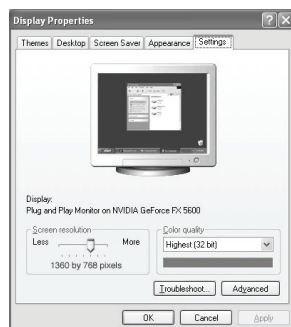 Display Properties
Themes
Desktop
Screen Saver
Appearance
Settings
Display:
Plug and Play Monitor on NVIDIA GeForce FX 5600
Screen resolution
Less
More
1360 by 768 pixels
Color quality
Highest (32 bit)
Troubleshoot...
Advanced
OK
Cancel
Apply